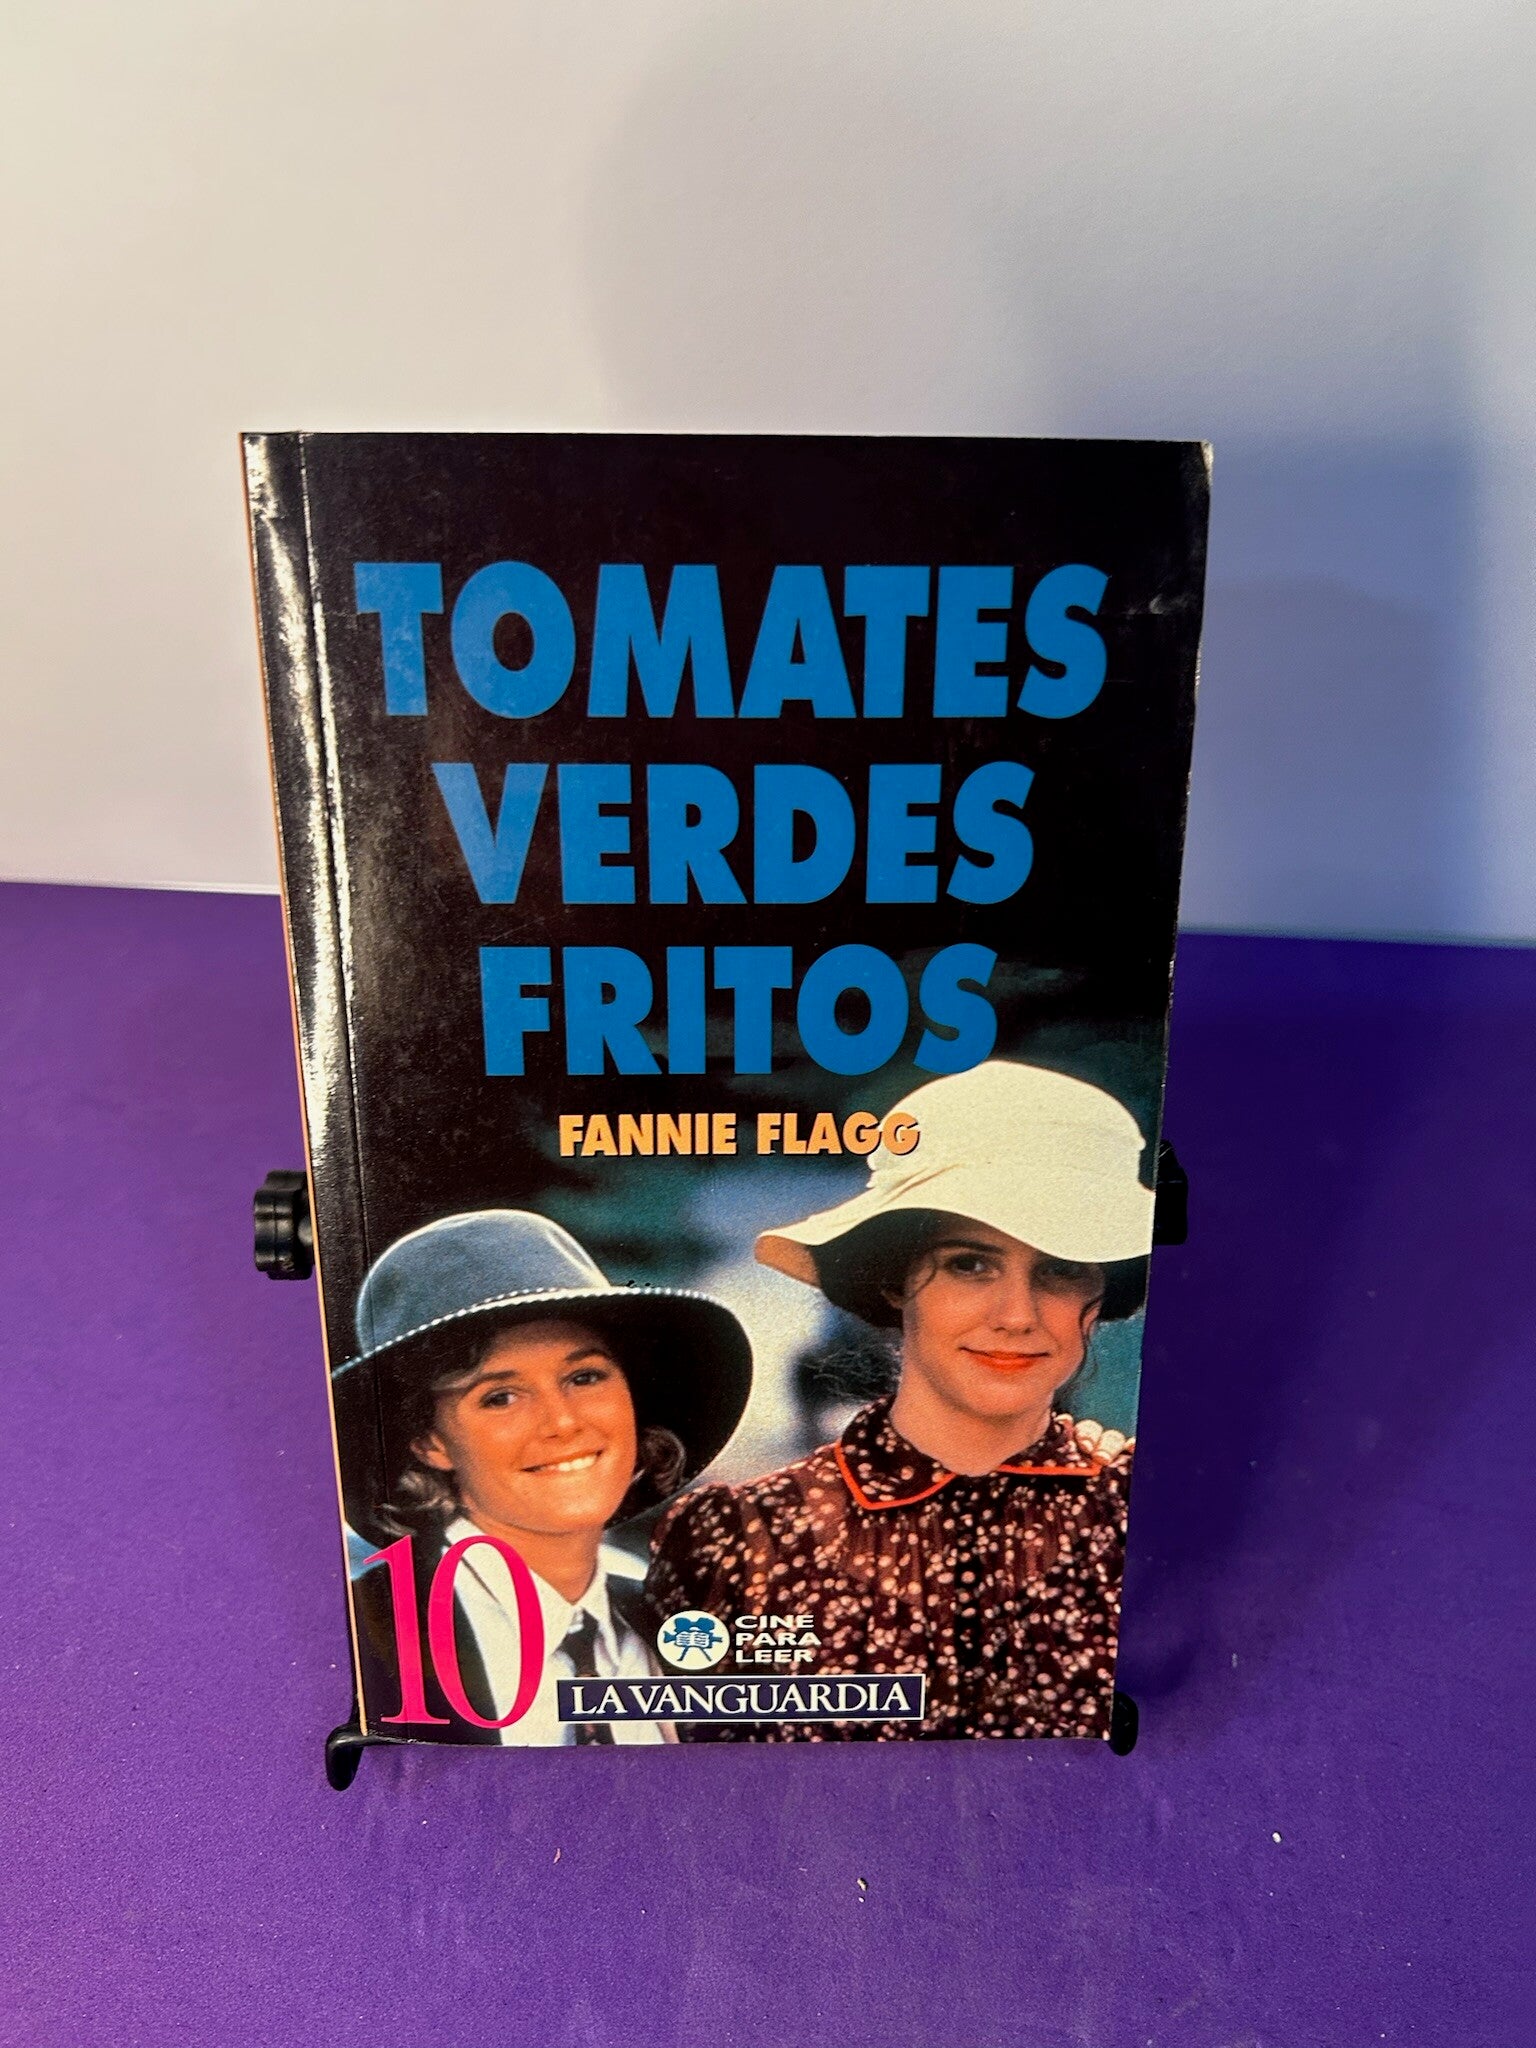 TOMATES
VERDES
FRITOS
FANNIE FLAGG
10
CINE
PARA
LEER
LA VANGUARDIA